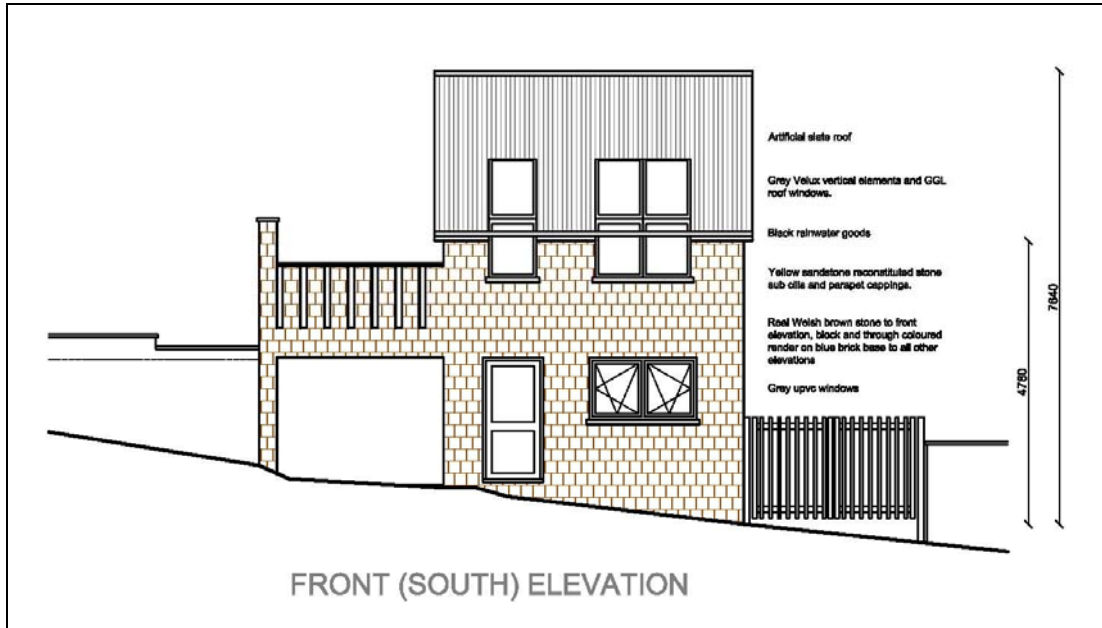 Artificial slate roof
Grey Velux vertical elements and GGL
roof windows.
Black rainwater goods
Yellow sandstone reconstituted stone
sub cills and parapet cappings.
Real Welsh brown stone to front
elevation, block and through coloured
render on blue brick base to all other
elevations
Grey upvc windows
4780
7640
FRONT (SOUTH) ELEVATION